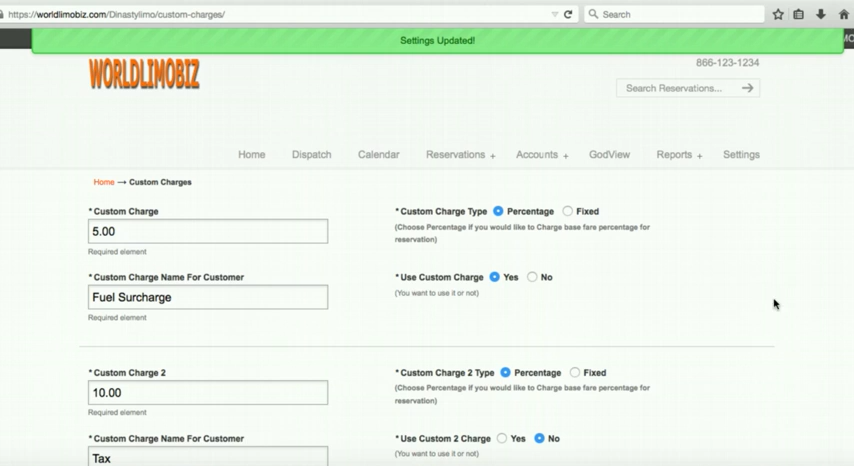 https://worldlimobiz.com/Dinastylimo/custom-charges/
Search
Settings Updated!
WORLDLIMOBIZ
866-123-1234
Search Reservations...
Home Dispatch Calendar Reservations + Accounts + GodView Reports + Settings
Home → Custom Charges
* Custom Charge
5.00
Required element
* Custom Charge Type Percentage Fixed
(Choose Percentage if you would like to Charge base fare percentage for
reservation)
* Custom Charge Name For Customer
Fuel Surcharge
Required element
* Use Custom Charge Yes No
(You want to use it or not)
* Custom Charge 2
10.00
Required element
* Custom Charge 2 Type Percentage Fixed
(Choose Percentage if you would like to Charge base fare percentage for
reservation)
* Custom Charge Name For Customer
Tax
* Use Custom 2 Charge Yes No
(You want to use it or not)